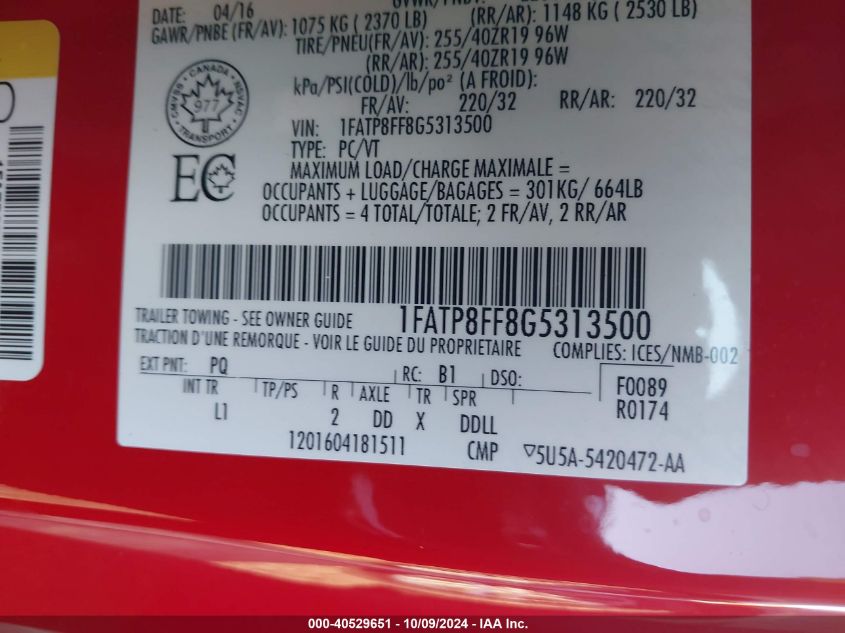 DATE: 04/16
GAWR/PNBE (FR/AV): 1075 KG ( 2370 LB) (RR/AR): 1148 KG ( 2530 LB)
TIRE/PNEU(FR/AV): 255/40ZR19 96W
(RR/AR): 255/40ZR19 96W
kPa/PSI(COLD)/lb/po² (A FROID):
FR/AV: 220/32 RR/AR: 220/32
CANADA
977
TRANSPORT
CMVSS
NSVAC
VIN: 1FATP8FF8G5313500
TYPE: PC/VT
EC
MAXIMUM LOAD/CHARGE MAXIMALE =
OCCUPANTS + LUGGAGE/BAGAGES = 301KG/ 664LB
OCCUPANTS = 4 TOTAL/TOTALE; 2 FR/AV, 2 RR/AR
TRAILER TOWING - SEE OWNER GUIDE 1FATP8FF8G5313500
TRACTION D'UNE REMORQUE - VOIR LE GUIDE DU PROPRIETAIRE COMPLIES: ICES/NMB-002
EXT PNT: PQ RC: B1 DSO: F0089
INT TR TP/PS R AXLE TR SPR R0174
L1 2 DD X DDLL
1201604181511 CMP ▽5U5A-5420472-AA
000-40529651 - 10/09/2024 - IAA Inc.